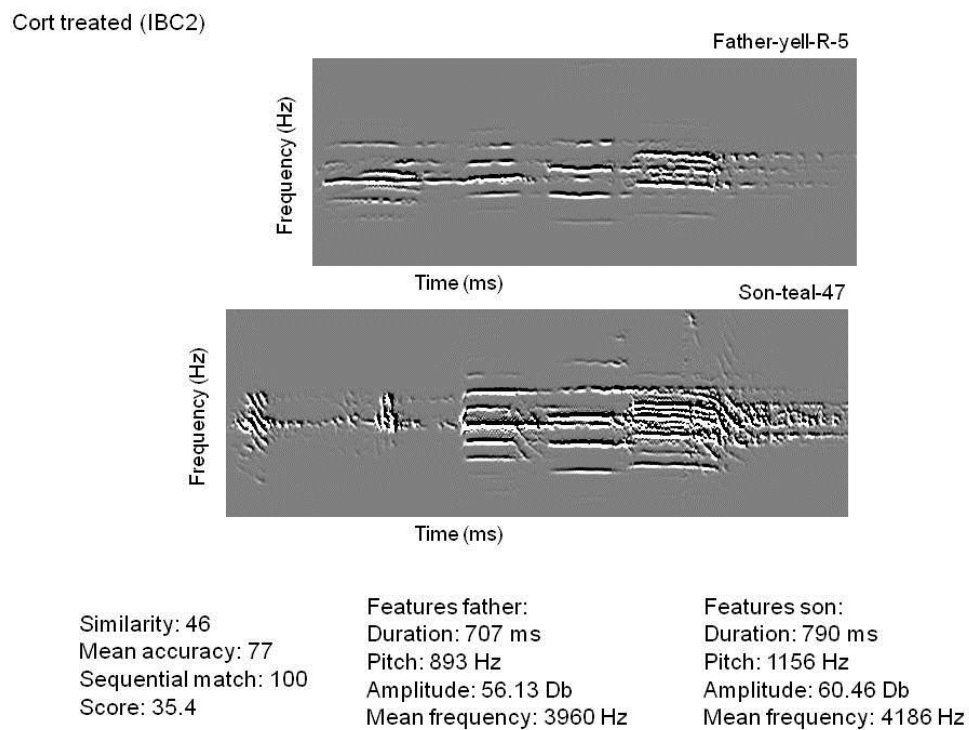 Cort treated (IBC2)
Father-yell-R-5
Frequency (Hz)
Time (ms)
Son-teal-47
Frequency (Hz)
Time (ms)
Similarity: 46
Mean accuracy: 77
Sequential match: 100
Score: 35.4
Features father:
Duration: 707 ms
Pitch: 893 Hz
Amplitude: 56.13 Db
Mean frequency: 3960 Hz
Features son:
Duration: 790 ms
Pitch: 1156 Hz
Amplitude: 60.46 Db
Mean frequency: 4186 Hz